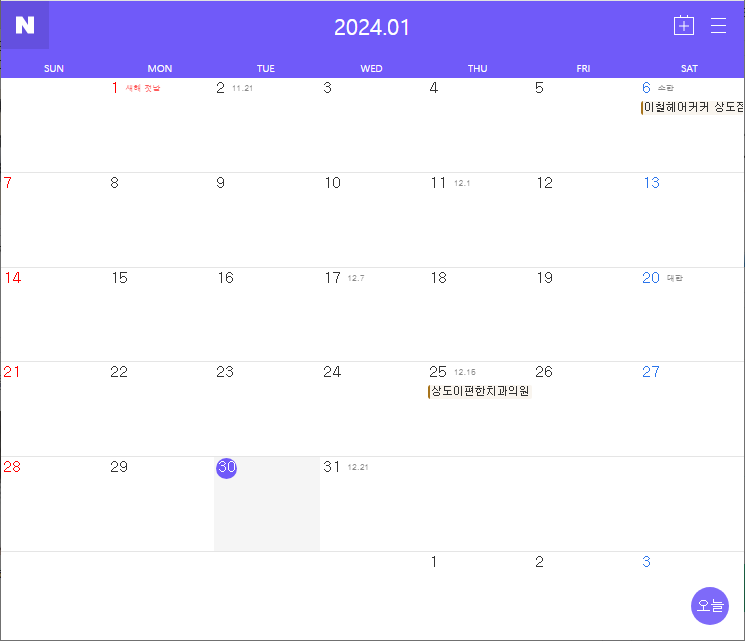 N
2024.01
SUN MON TUE WED THU FRI SAT
1 새해 첫날 2 11.21 3 4 5 6 소한
이철헤어커커 상도점
7 8 9 10 11 12.1 12 13
14 15 16 17 12.7 18 19 20 대한
21 22 23 24 25 12.15 26 27
상도이편한치과의원
28 29 30 31 12.21
1 2 3
오늘